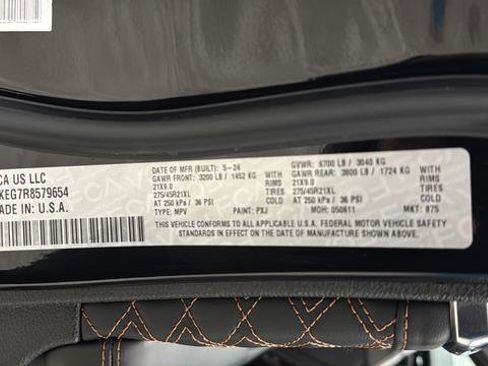 CA US LLC
KEG7R8579654
MADE IN U.S.A.
DATE OF MFR (BUILT): 5-24
GAWR FRONT: 3200 LB / 1452 KG WITH
21X9.0 RIMS
275/45R21XL TIRES
AT 250 kPa / 36 PSI
TYPE: MPV PAINT: PXJ
GVWR: 6700 LB / 3040 KG
GAWR REAR: 3800 LB / 1724 KG WITH
21X9.0 RIMS
275/45R21XL TIRES
AT 250 kPa / 36 PSI
MDH: 050611 MKT: 875
THIS VEHICLE CONFORMS TO ALL APPLICABLE U.S.A. FEDERAL MOTOR VEHICLE SAFETY
STANDARDS IN EFFECT ON THE DATE OF MANUFACTURE SHOWN ABOVE.